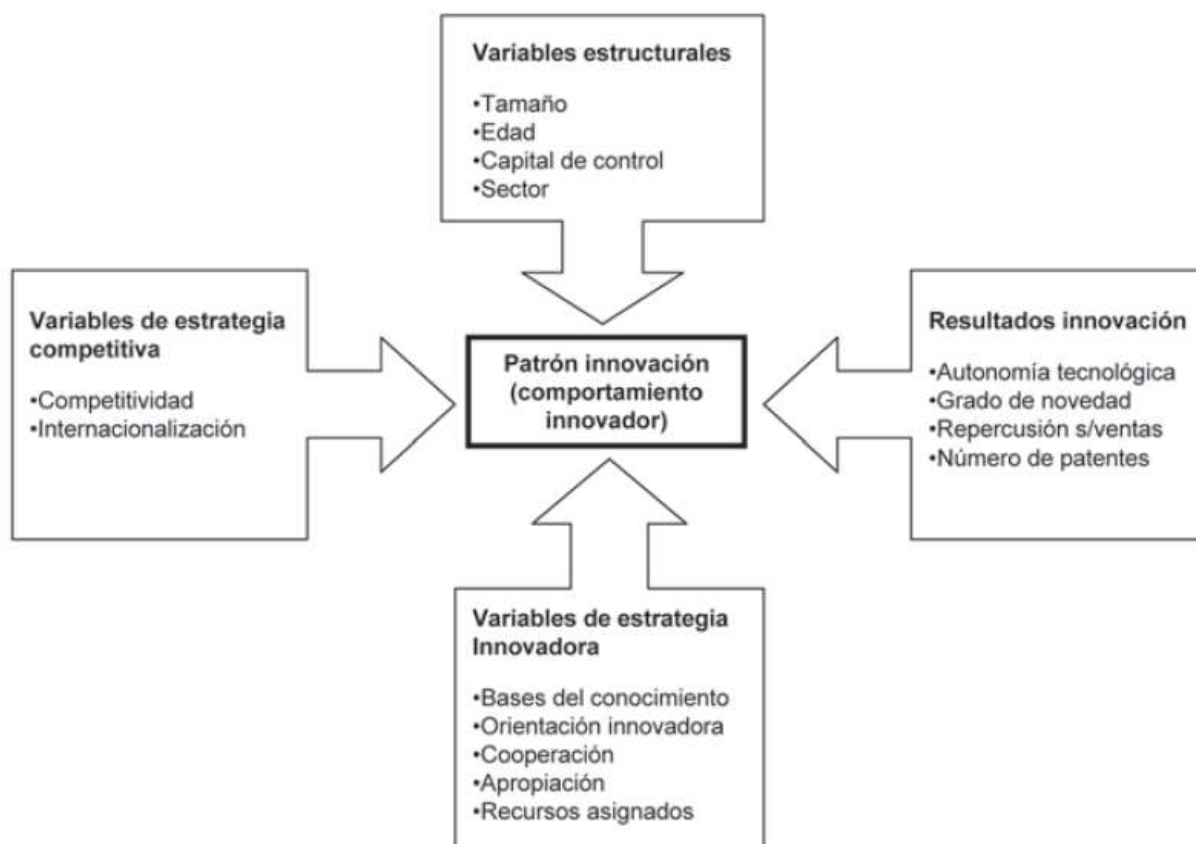 Variables estructurales
•Tamaño
•Edad
•Capital de control
•Sector
Variables de estrategia
competitiva
•Competitividad
•Internacionalización
Patrón innovación
(comportamiento
innovador)
Resultados innovación
•Autonomía tecnológica
•Grado de novedad
•Repercusión s/ventas
•Número de patentes
Variables de estrategia
Innovadora
•Bases del conocimiento
•Orientación innovadora
•Cooperación
•Apropiación
•Recursos asignados